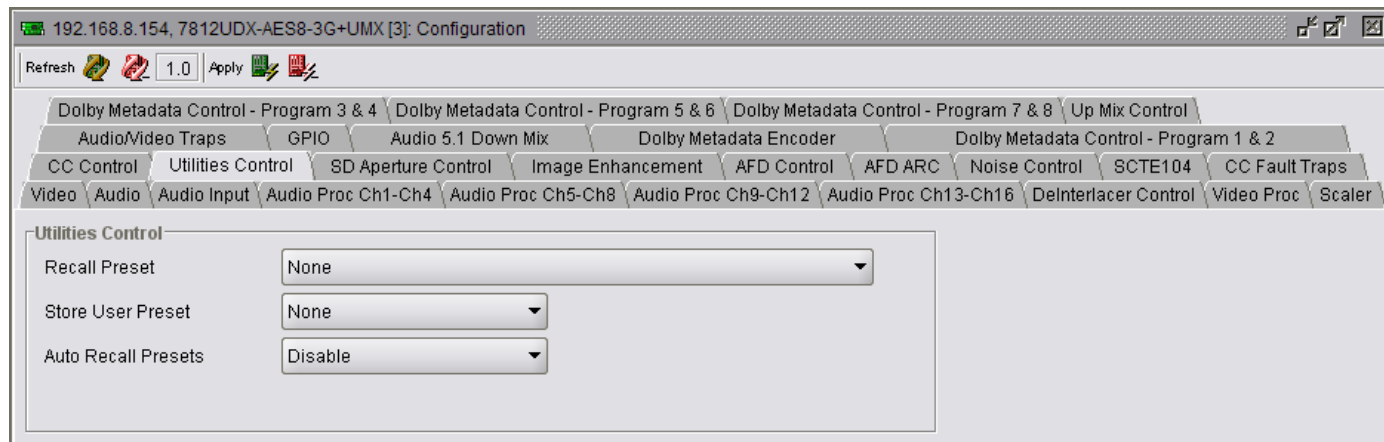 192.168.8.154, 7812UDX-AES8-3G+UMX [3]: Configuration
Refresh 1.0 Apply
Dolby Metadata Control - Program 3 & 4 Dolby Metadata Control - Program 5 & 6 Dolby Metadata Control - Program 7 & 8 Up Mix Control
Audio/Video Traps GPIO Audio 5.1 Down Mix Dolby Metadata Encoder Dolby Metadata Control - Program 1 & 2
CC Control Utilities Control SD Aperture Control Image Enhancement AFD Control AFD ARC Noise Control SCTE104 CC Fault Traps
Video Audio Audio Input Audio Proc Ch1-Ch4 Audio Proc Ch5-Ch8 Audio Proc Ch9-Ch12 Audio Proc Ch13-Ch16 DeInterlacer Control Video Proc Scaler
Utilities Control
Recall Preset None
Store User Preset None
Auto Recall Presets Disable